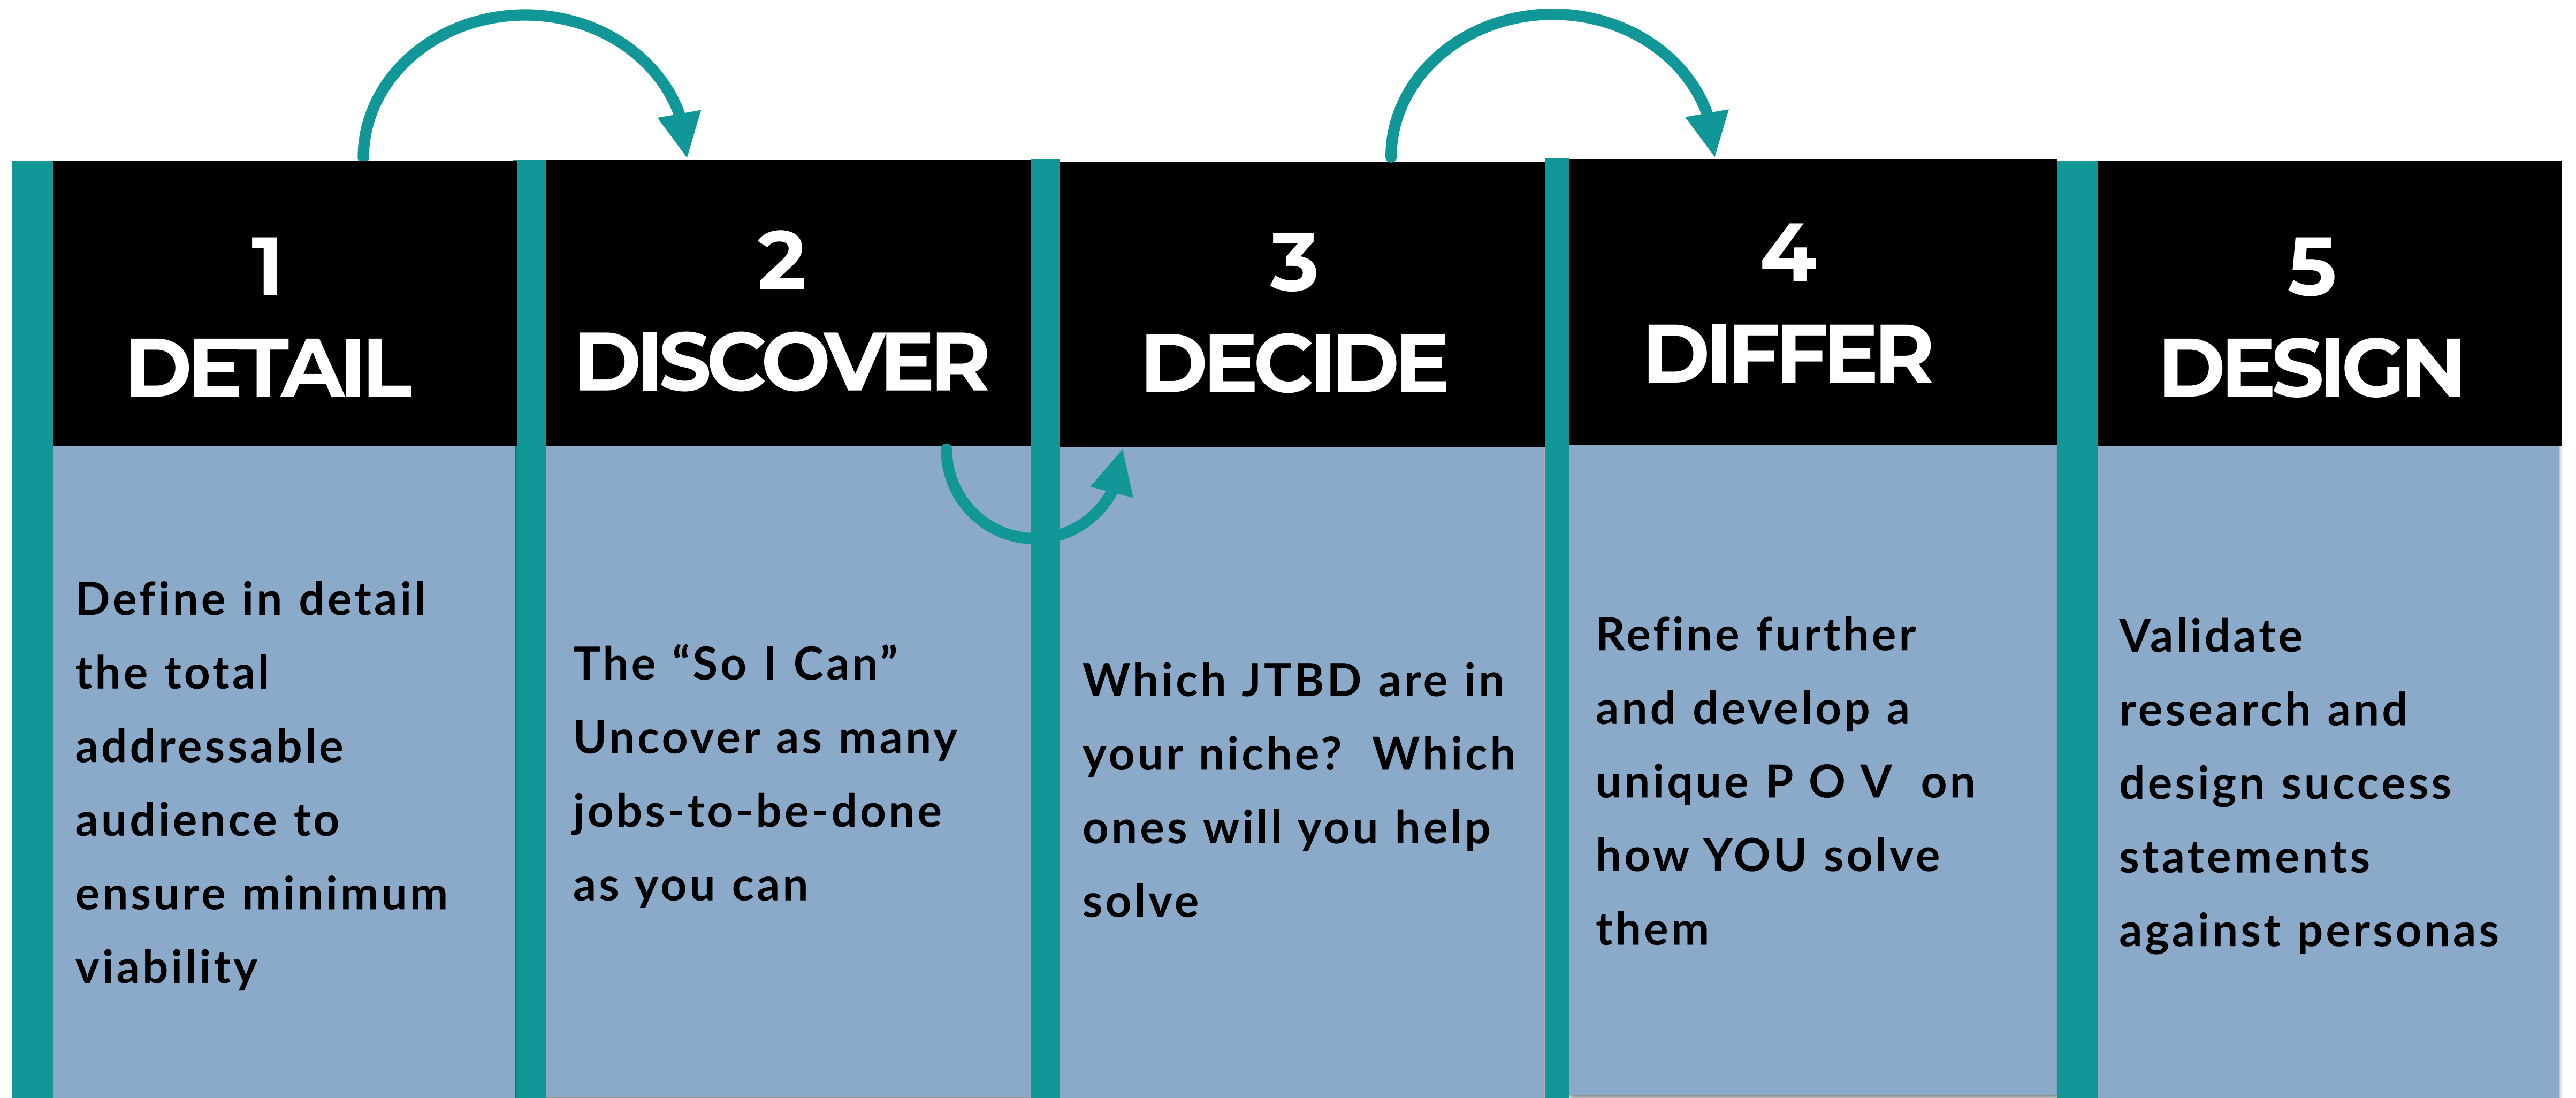 1
DETAIL
Define in detail
the total
addressable
audience to
ensure minimum
viability
2
DISCOVER
The “So I Can”
Uncover as many
jobs-to-be-done
as you can
3
DECIDE
Which JTBD are in
your niche?  Which
ones will you help
solve
4
DIFFER
Refine further
and develop a
unique P O V  on
how YOU solve
them
5
DESIGN
Validate
research and
design success
statements
against personas